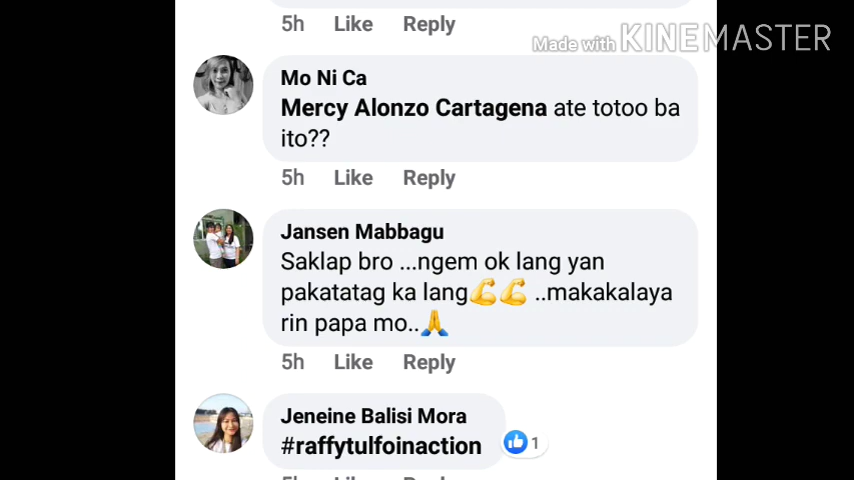 5h Like Reply
Made with KINEMASTER
Mo Ni Ca
Mercy Alonzo Cartagena ate totoo ba
ito??
5h Like Reply
Jansen Mabbagu
Saklap bro ...ngem ok lang yan
pakatatag ka lang💪💪 ..makakalaya
rin papa mo..🙏
5h Like Reply
Jeneine Balisi Mora
#raffytulfoinaction
1